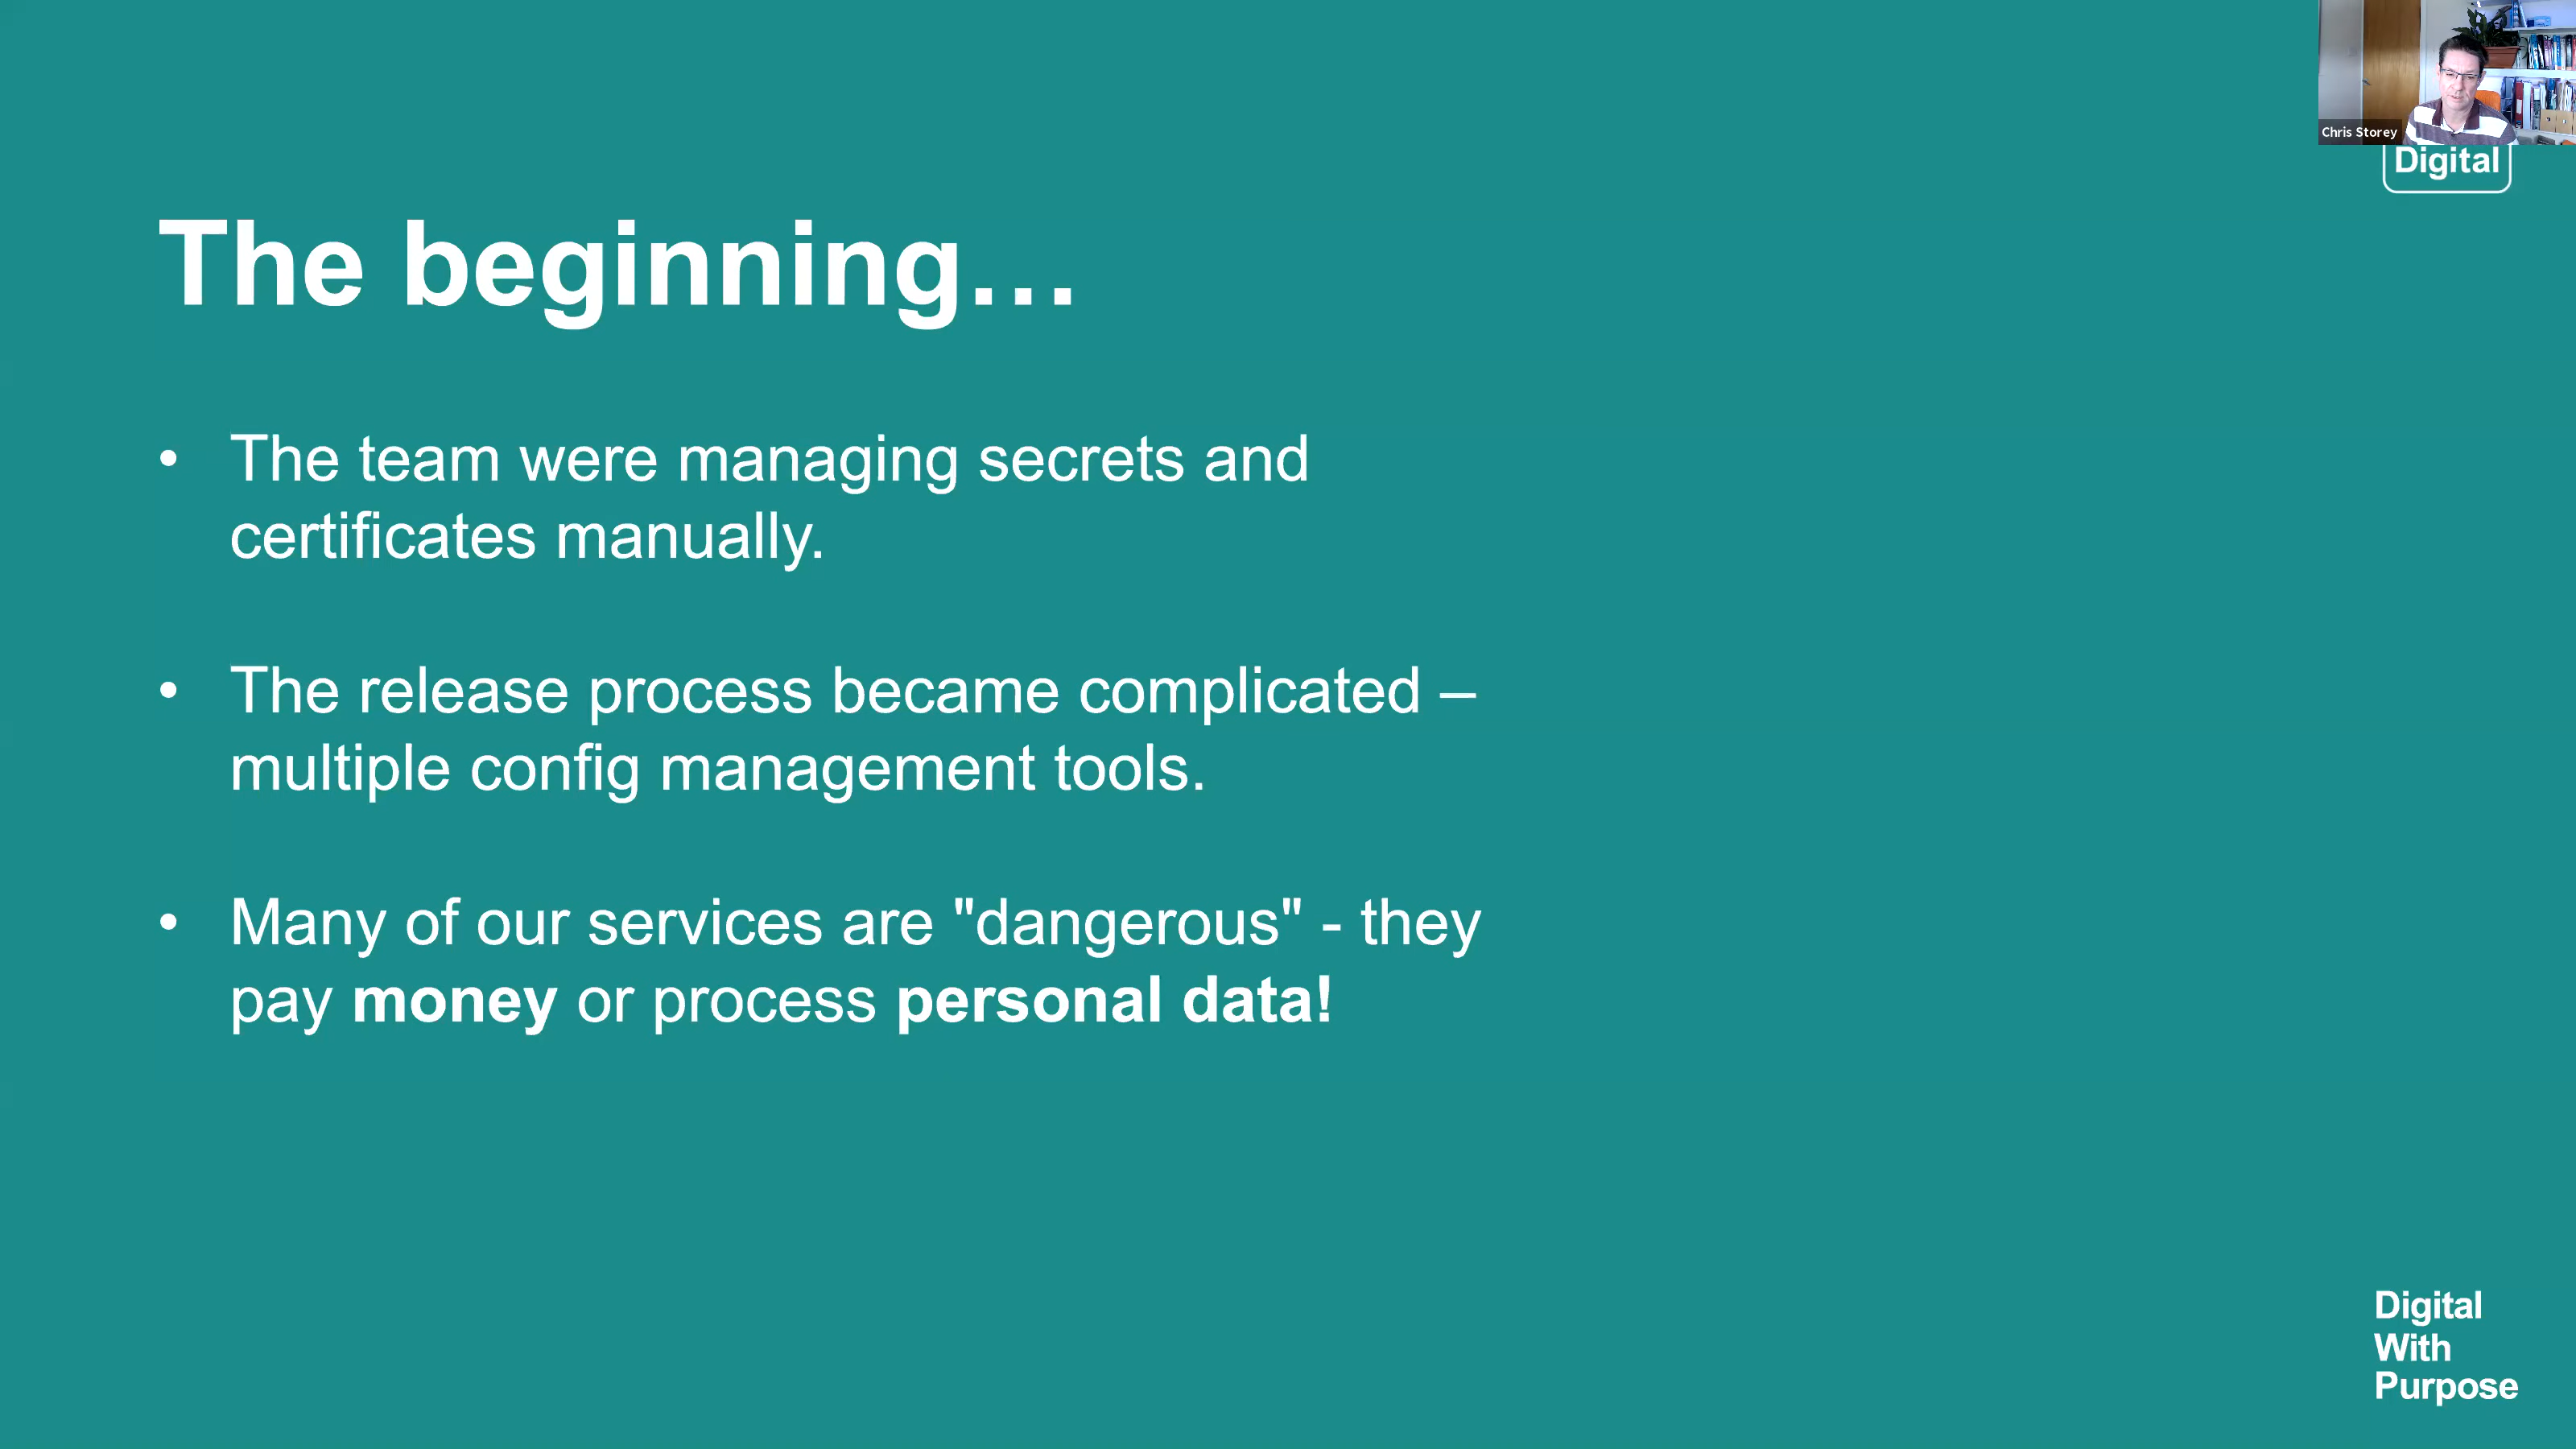 Chris Storey
Digital
The beginning…
• The team were managing secrets and
certificates manually.
• The release process became complicated –
multiple config management tools.
• Many of our services are "dangerous" - they
pay money or process personal data!
Digital
With
Purpose